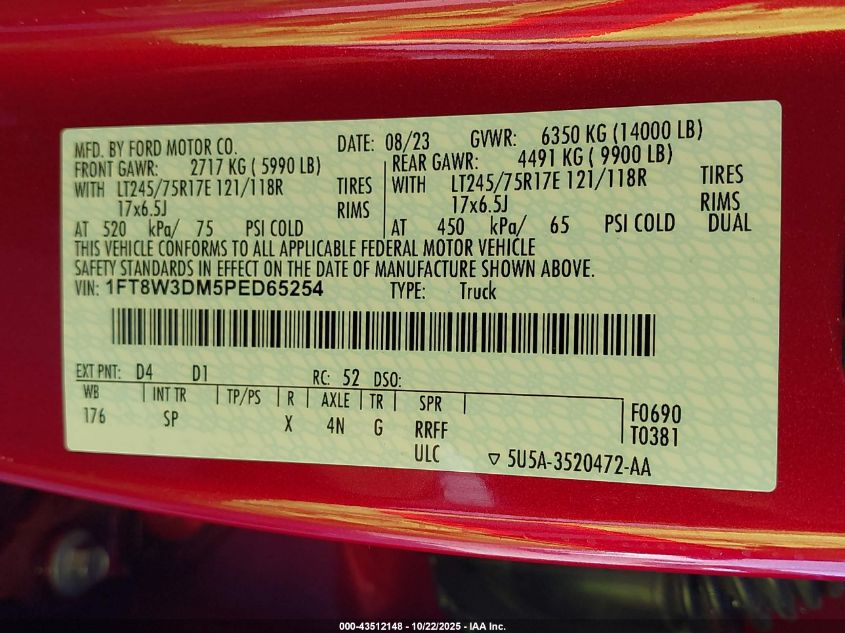 MFD. BY FORD MOTOR CO. DATE: 08/23 GVWR: 6350 KG (14000 LB)
FRONT GAWR: 2717 KG ( 5990 LB) REAR GAWR: 4491 KG ( 9900 LB)
WITH LT245/75R17E 121/118R TIRES WITH LT245/75R17E 121/118R TIRES
17x6.5J RIMS 17x6.5J RIMS
AT 520 kPa/ 75 PSI COLD AT 450 kPa/ 65 PSI COLD DUAL
THIS VEHICLE CONFORMS TO ALL APPLICABLE FEDERAL MOTOR VEHICLE
SAFETY STANDARDS IN EFFECT ON THE DATE OF MANUFACTURE SHOWN ABOVE.
VIN: 1FT8W3DM5PED65254 TYPE: Truck
EXT PNT: D4 D1 RC: 52 DSO:
WB INT TR TP/PS R AXLE TR SPR F0690
176 SP X 4N G RRFF T0381
ULC 5U5A-3520472-AA
000-43512148 - 10/22/2025 - IAA Inc.